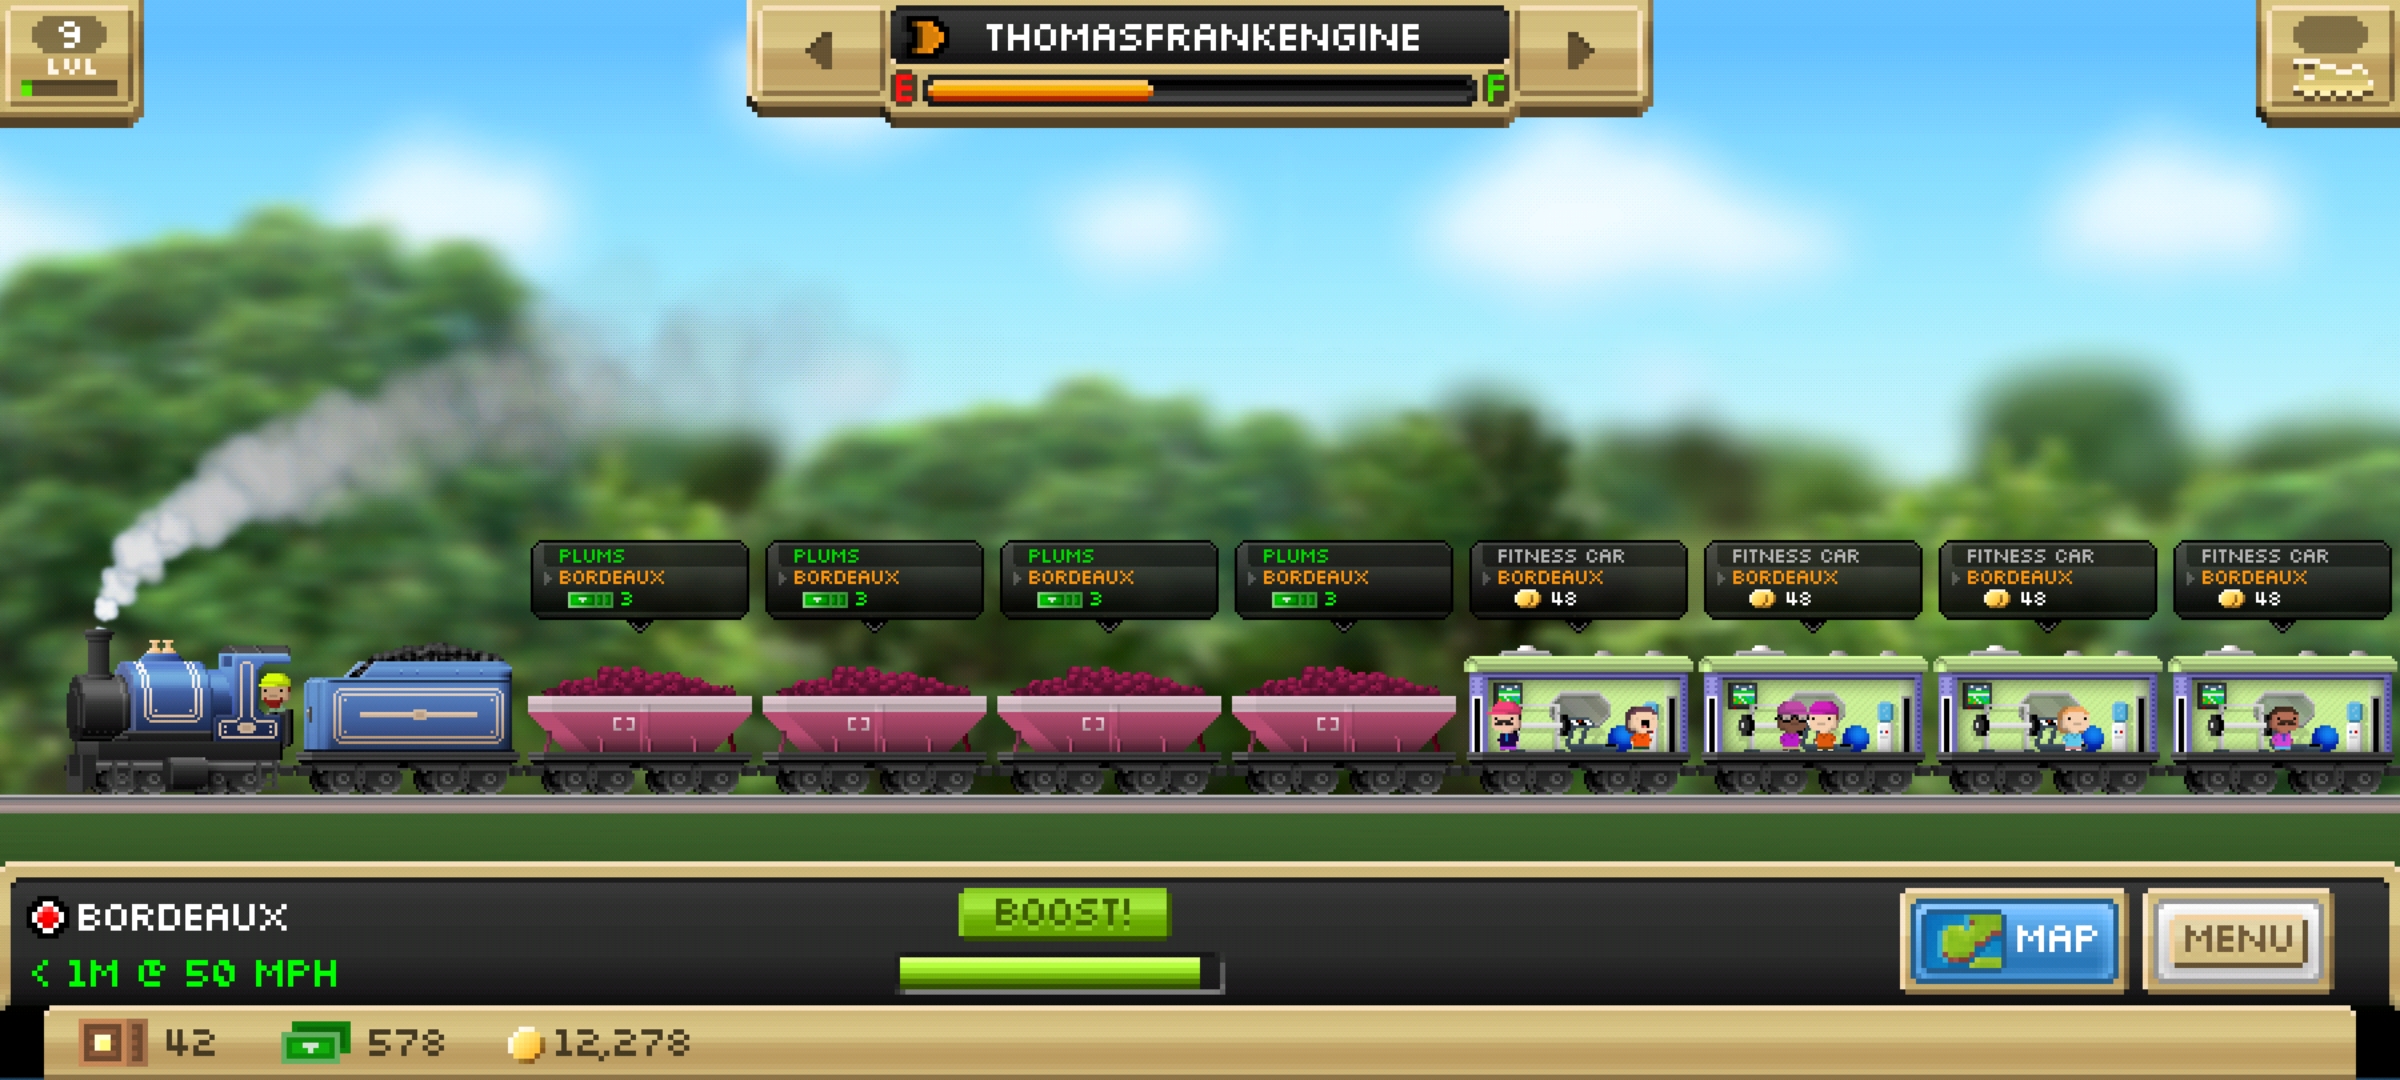 9
LVL
THOMASFRANKENGINE
E
F
PLUMS
BORDEAUX
3
PLUMS
BORDEAUX
3
PLUMS
BORDEAUX
3
PLUMS
BORDEAUX
3
FITNESS CAR
BORDEAUX
48
FITNESS CAR
BORDEAUX
48
FITNESS CAR
BORDEAUX
48
FITNESS CAR
BORDEAUX
48
BORDEAUX
< 1M @ 50 MPH
BOOST!
MAP
MENU
42
578
12,278